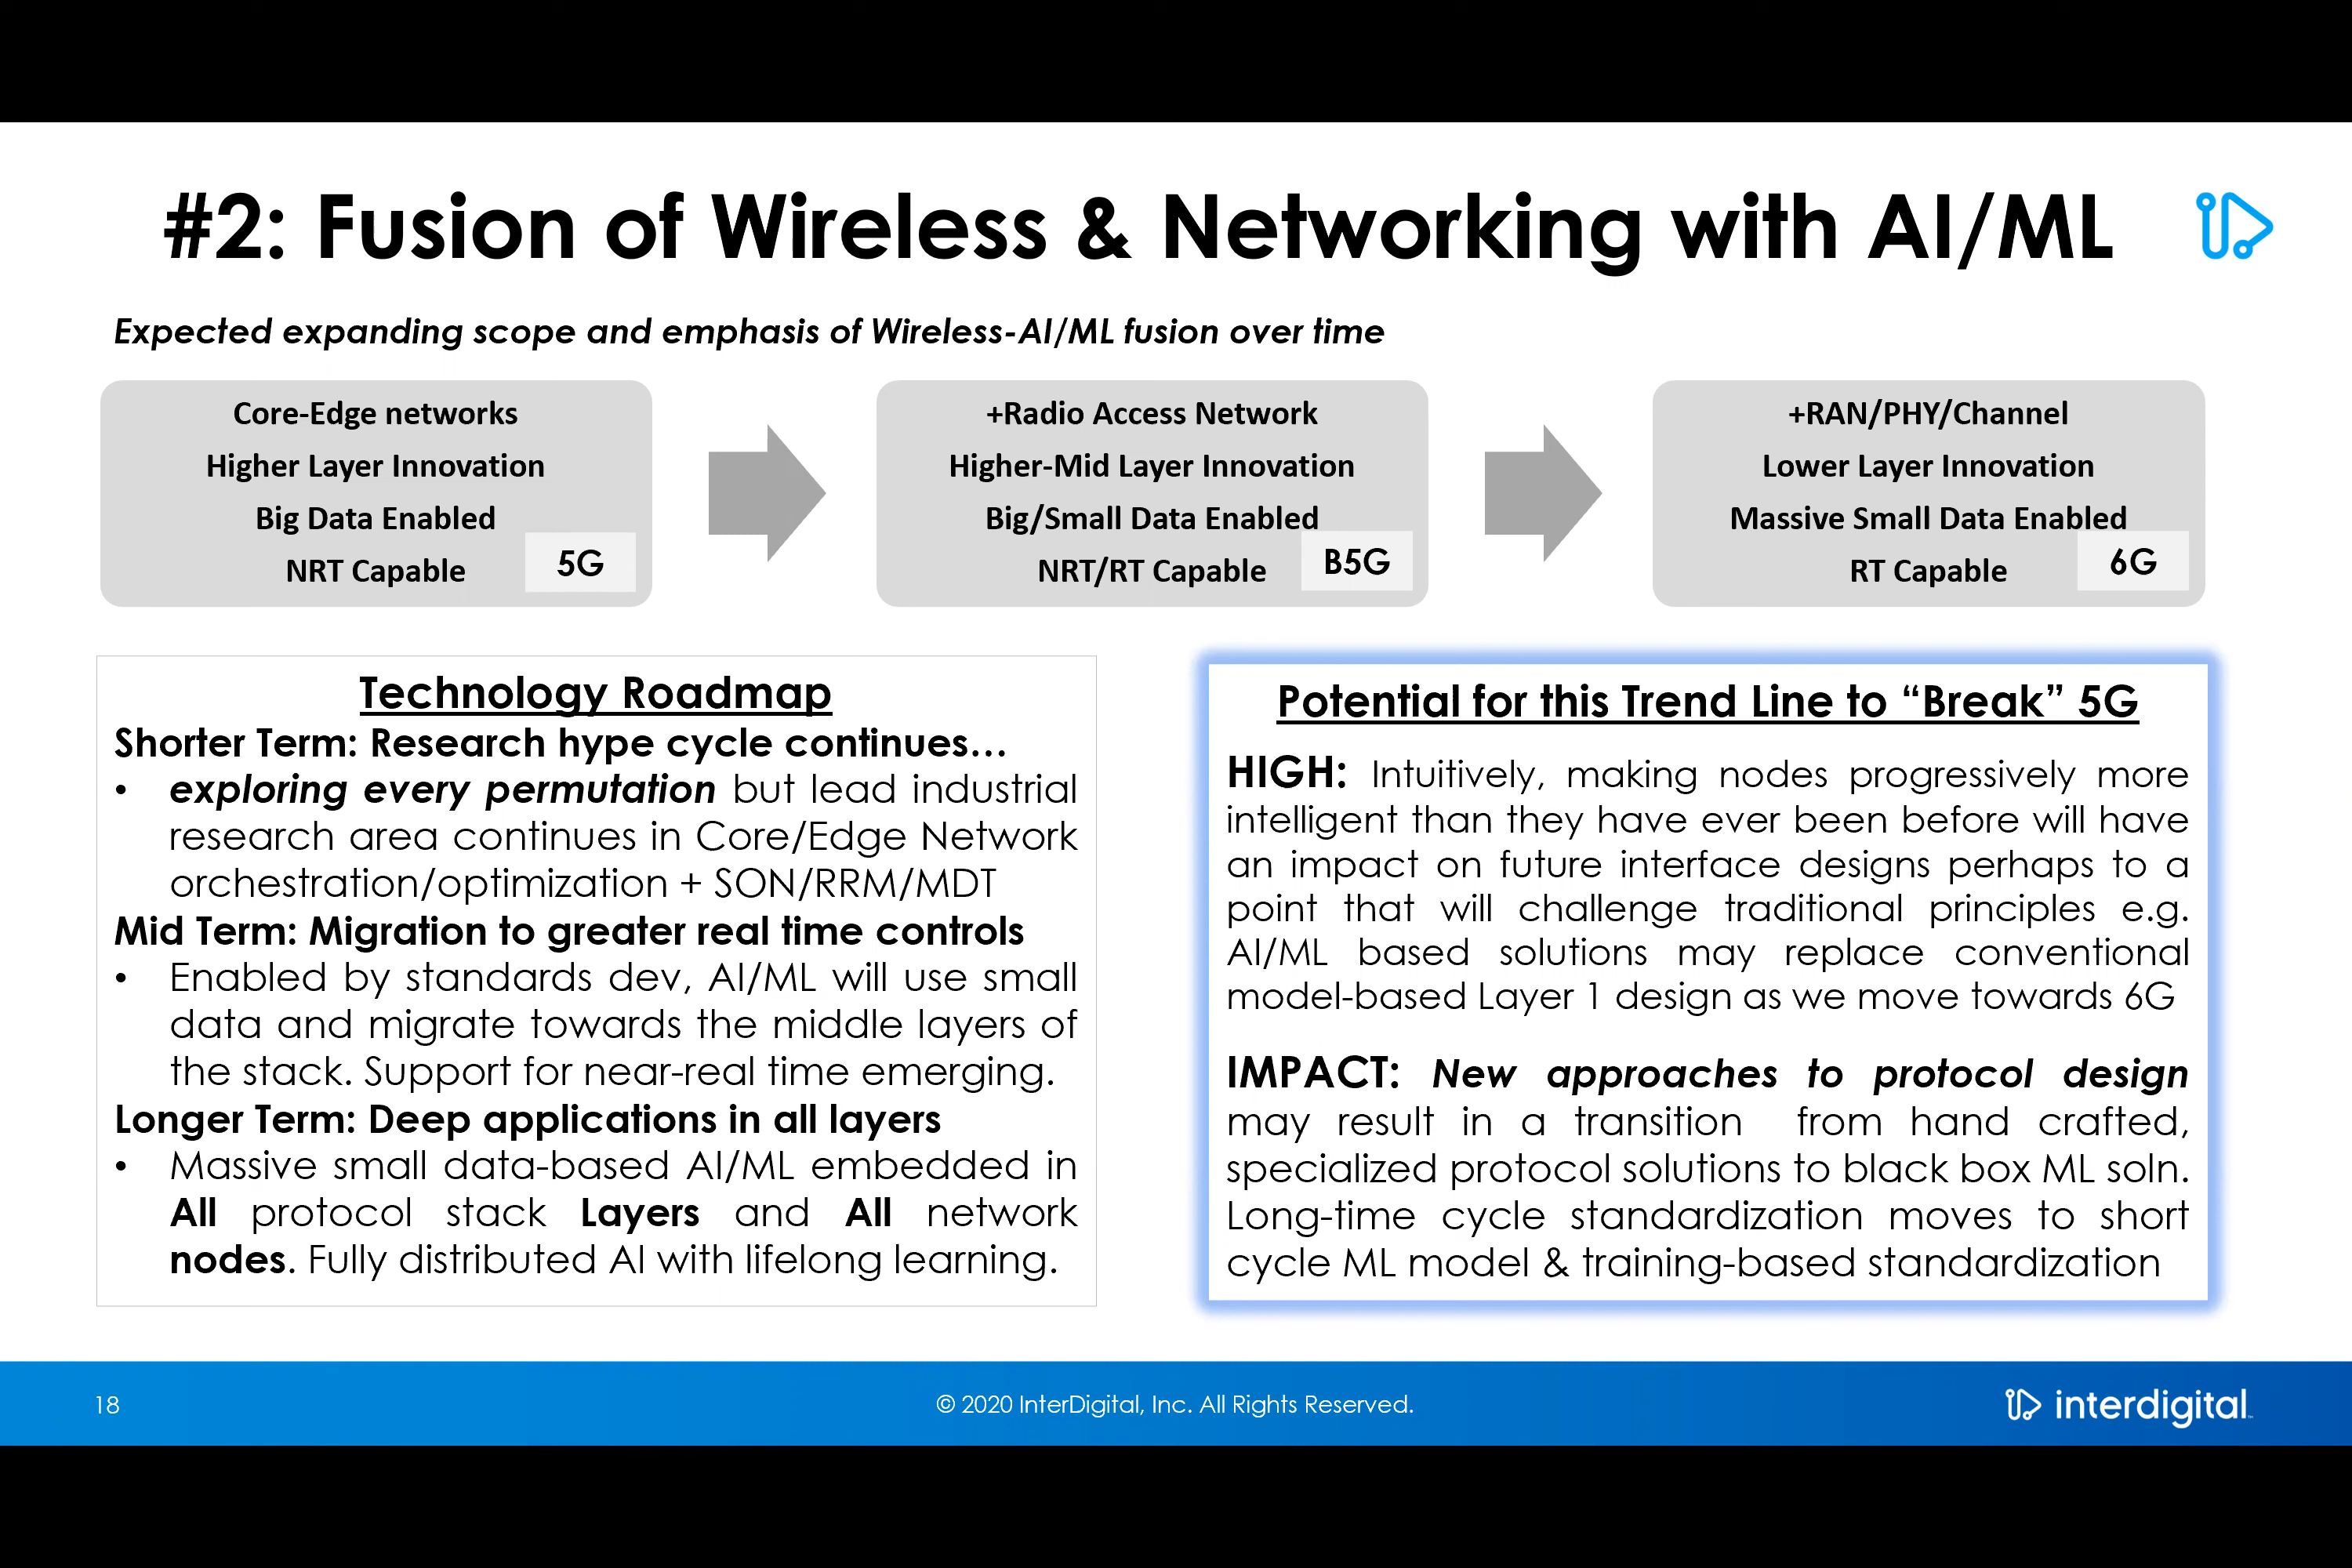 #2: Fusion of Wireless & Networking with AI/ML
Expected expanding scope and emphasis of Wireless-AI/ML fusion over time
Core-Edge networks
Higher Layer Innovation
Big Data Enabled
NRT Capable
5G
+Radio Access Network
Higher-Mid Layer Innovation
Big/Small Data Enabled
NRT/RT Capable
B5G
+RAN/PHY/Channel
Lower Layer Innovation
Massive Small Data Enabled
RT Capable
6G
Technology Roadmap
Shorter Term: Research hype cycle continues…
• exploring every permutation but lead industrial
research area continues in Core/Edge Network
orchestration/optimization + SON/RRM/MDT
Mid Term: Migration to greater real time controls
• Enabled by standards dev, AI/ML will use small
data and migrate towards the middle layers of
the stack. Support for near-real time emerging.
Longer Term: Deep applications in all layers
• Massive small data-based AI/ML embedded in
All protocol stack Layers and All network
nodes. Fully distributed AI with lifelong learning.
Potential for this Trend Line to “Break” 5G
HIGH: Intuitively, making nodes progressively more
intelligent than they have ever been before will have
an impact on future interface designs perhaps to a
point that will challenge traditional principles e.g.
AI/ML based solutions may replace conventional
model-based Layer 1 design as we move towards 6G
IMPACT: New approaches to protocol design
may result in a transition from hand crafted,
specialized protocol solutions to black box ML soln.
Long-time cycle standardization moves to short
cycle ML model & training-based standardization
18
© 2020 InterDigital, Inc. All Rights Reserved.
interdigital